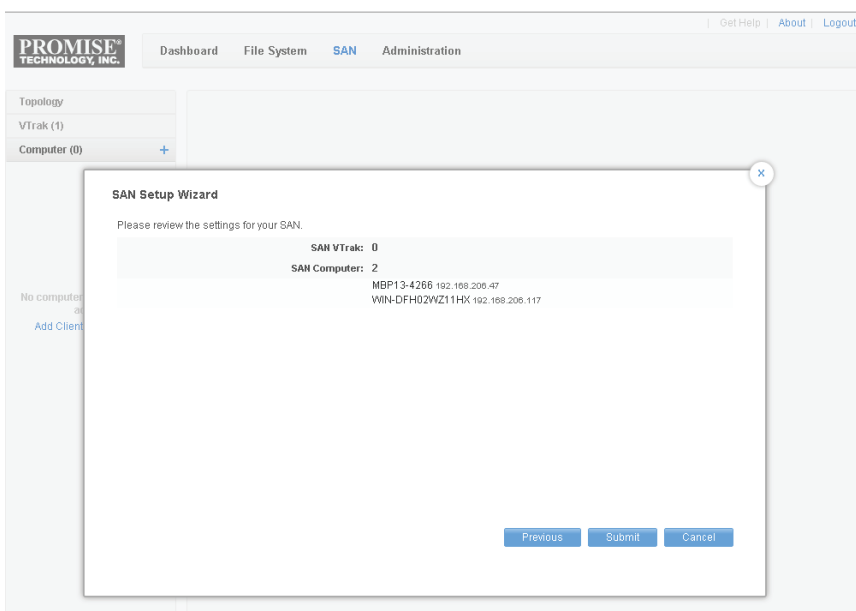 | Get Help | About | Logout
PROMISE®
TECHNOLOGY, INC.
Dashboard File System SAN Administration
Topology
VTrak (1)
Computer (0) +
x
SAN Setup Wizard
Please review the settings for your SAN.
SAN VTrak: 0
SAN Computer: 2
MBP13-4266 192.168.206.47
WIN-DFH02WZ11HX 192.168.206.117
No computer
Add Client
Previous Submit Cancel